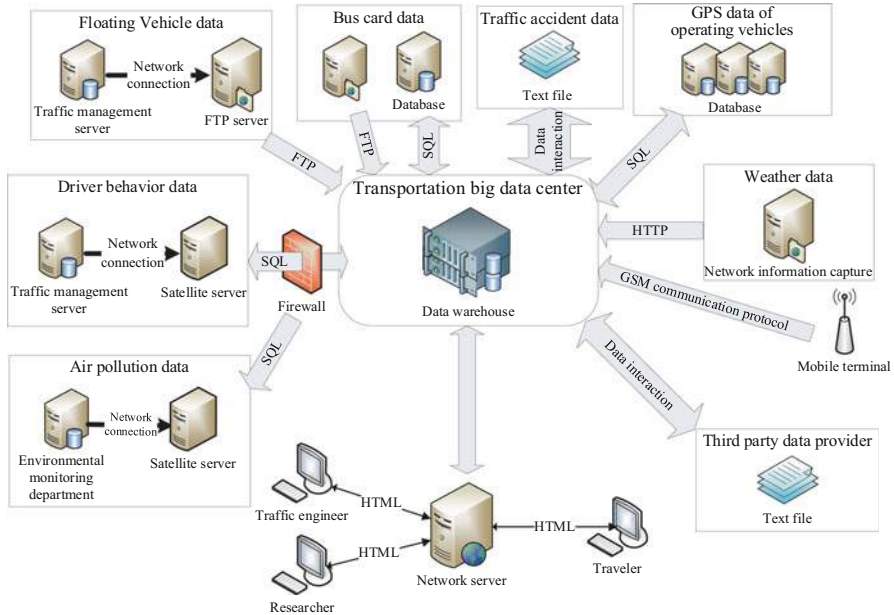 Floating Vehicle data
Network
connection
Traffic management
server
FTP server
FTP
Bus card data
Database
FTP
SQL
Traffic accident data
Text file
Data
interaction
GPS data of
operating vehicles
Database
SQL
Driver behavior data
Network
connection
Traffic management
server
Satellite server
SQL
Firewall
Transportation big data center
Data warehouse
Weather data
Network information capture
HTTP
GSM communication protocol
Mobile terminal
SQL
Air pollution data
Network
connection
Environmental
monitoring
department
Satellite server
Data interaction
Third party data provider
Text file
Traffic engineer
HTML
Researcher
HTML
Network server
HTML
Traveler